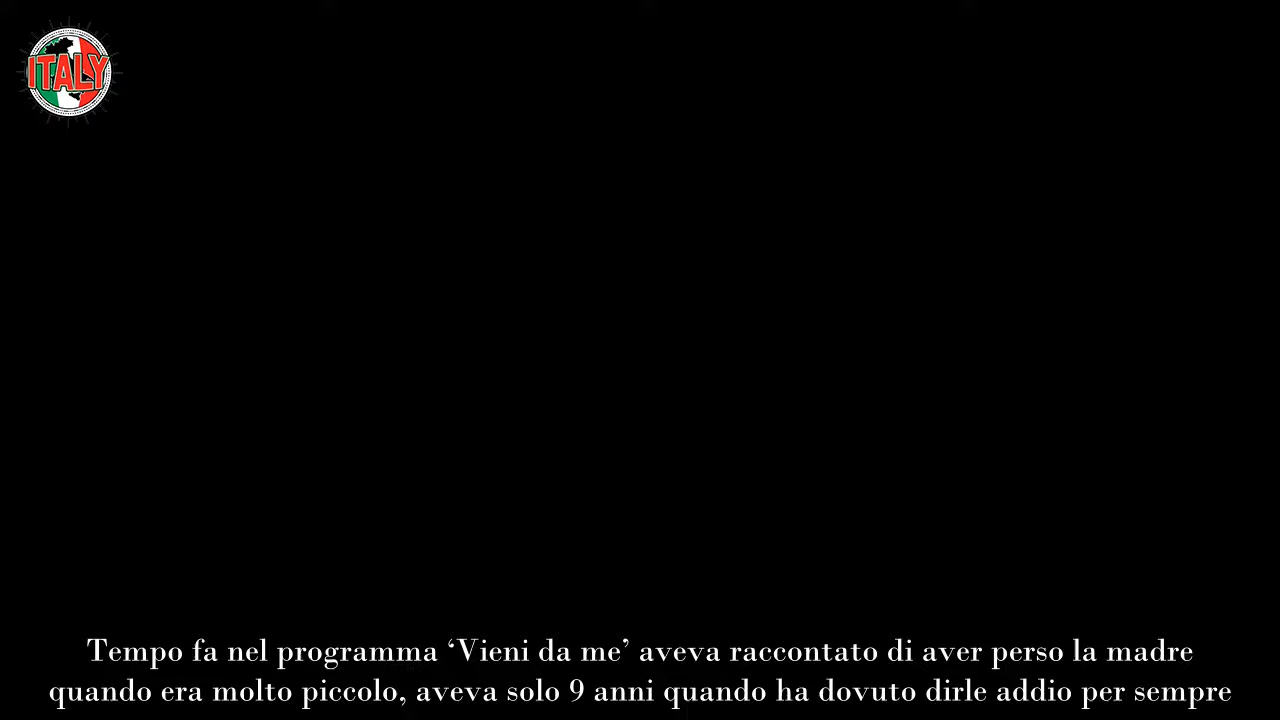 ITALY
Tempo fa nel programma ‘Vieni da me’ aveva raccontato di aver perso la madre
quando era molto piccolo, aveva solo 9 anni quando ha dovuto dirle addio per sempre